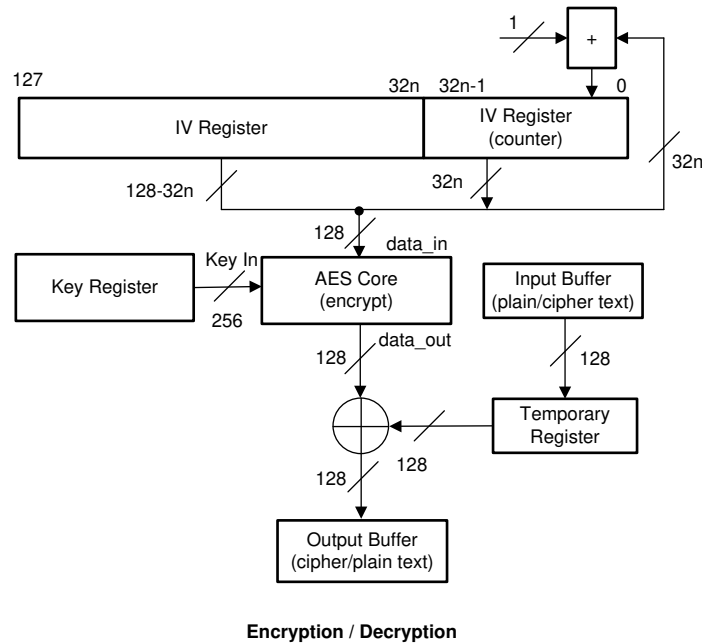 1
+
127
32n
32n-1
0
IV Register
IV Register
(counter)
128-32n
32n
32n
128
data_in
Key In
Key Register
256
AES Core
(encrypt)
Input Buffer
(plain/cipher text)
128
data_out
128
Temporary
Register
128
128
Output Buffer
(cipher/plain text)
Encryption / Decryption